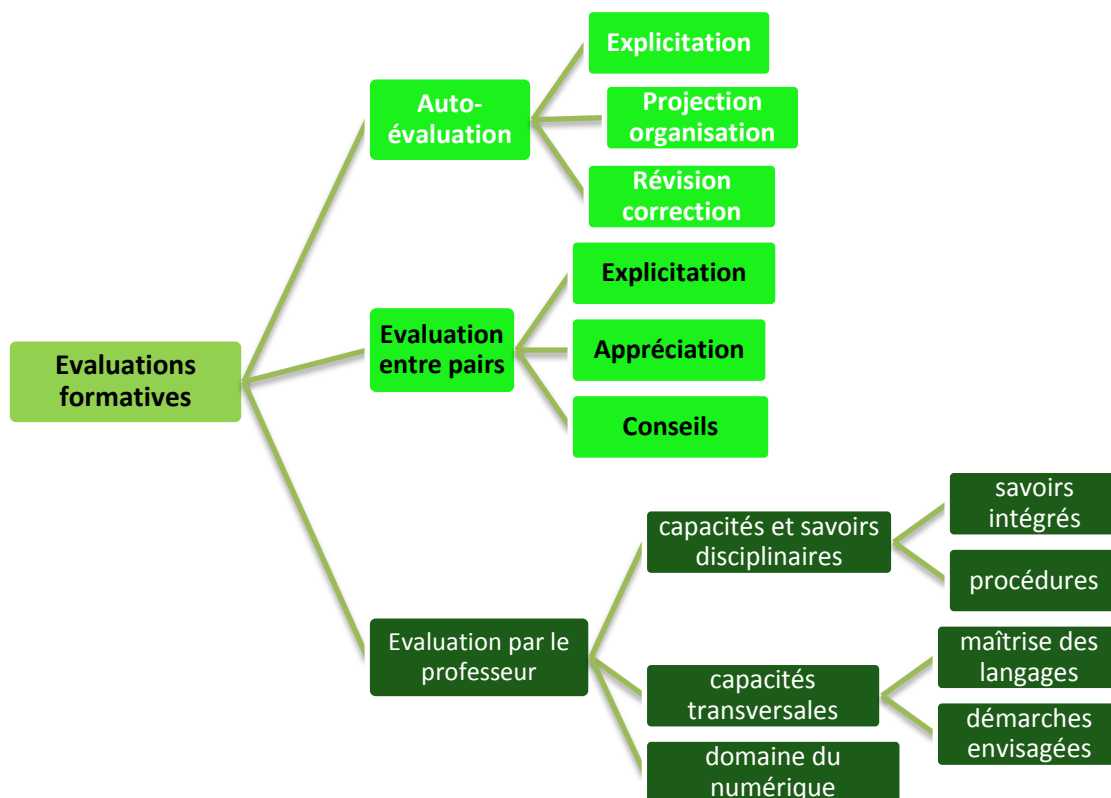 Evaluations
formatives
Auto-
évaluation
Explicitation
Projection
organisation
Révision
correction
Evaluation
entre pairs
Explicitation
Appréciation
Conseils
Evaluation par le
professeur
capacités et savoirs
disciplinaires
savoirs
intégrés
procédures
capacités
transversales
maîtrise des
langages
démarches
envisagées
domaine du
numérique